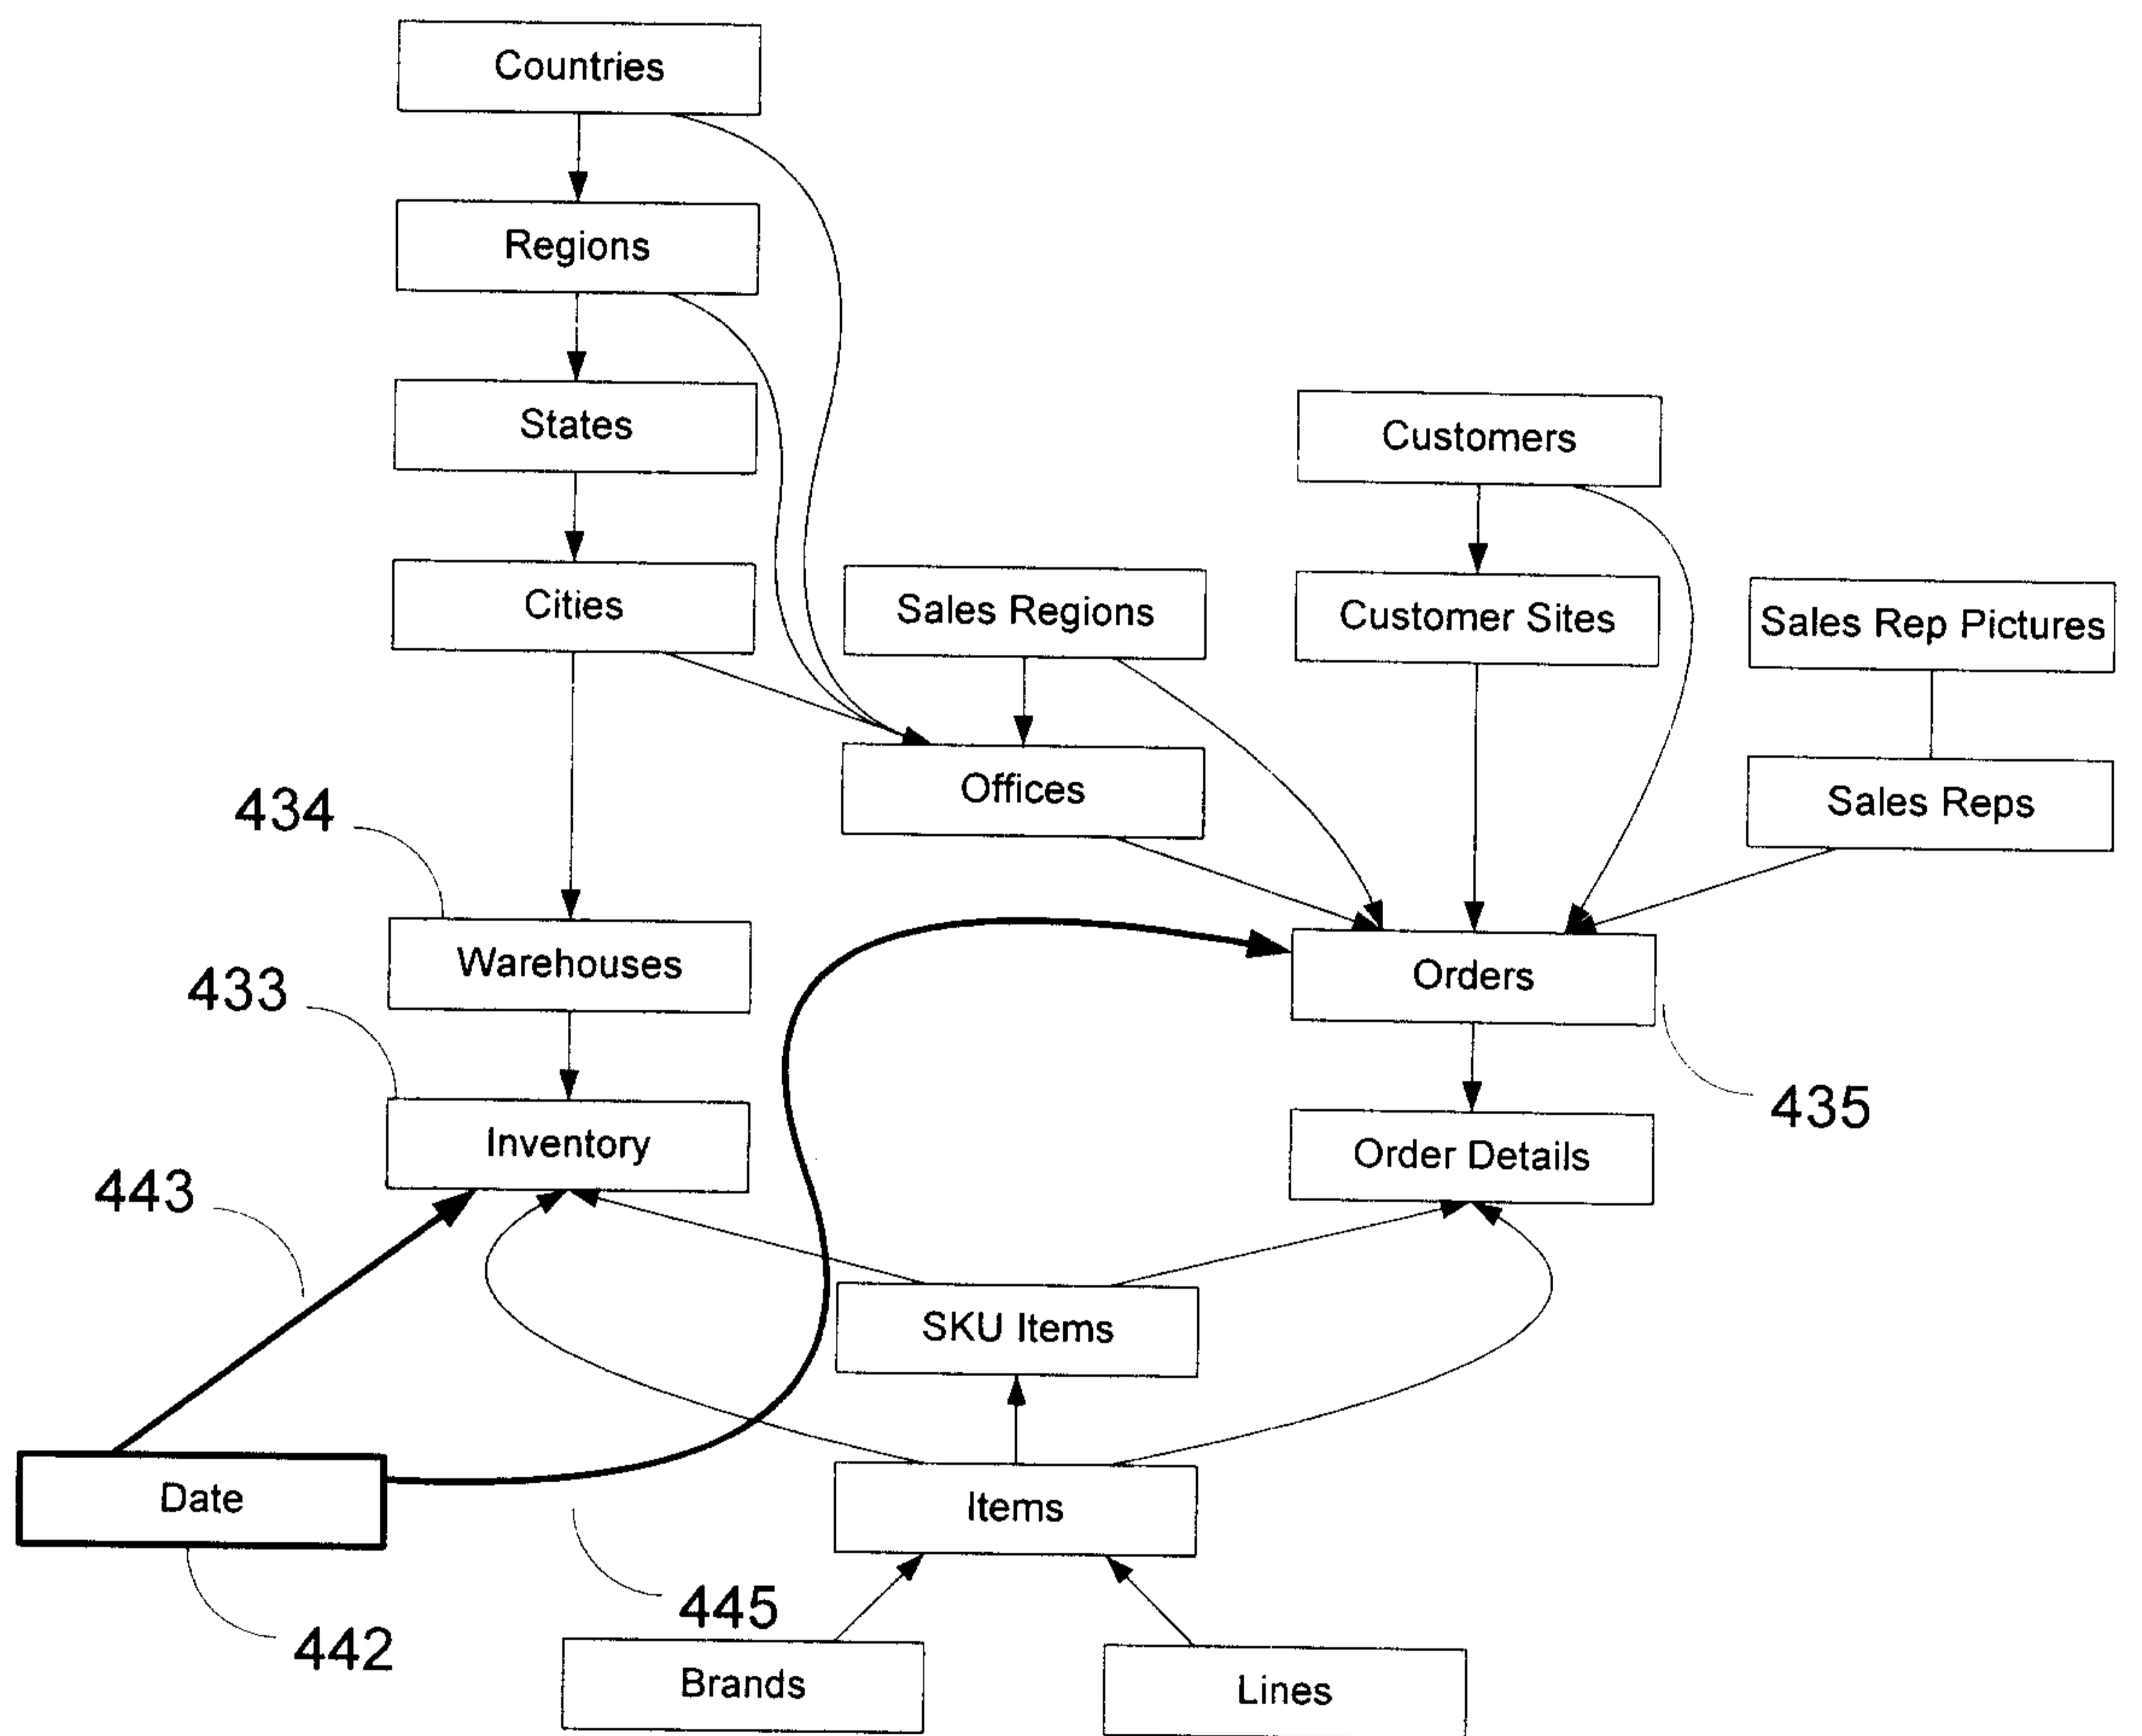 Countries
Regions
States
Customers
Cities
Sales Regions
Customer Sites
Sales Rep Pictures
Offices
Sales Reps
434
Warehouses
Orders
433
435
Inventory
Order Details
443
SKU Items
Date
Items
445
442
Brands
Lines